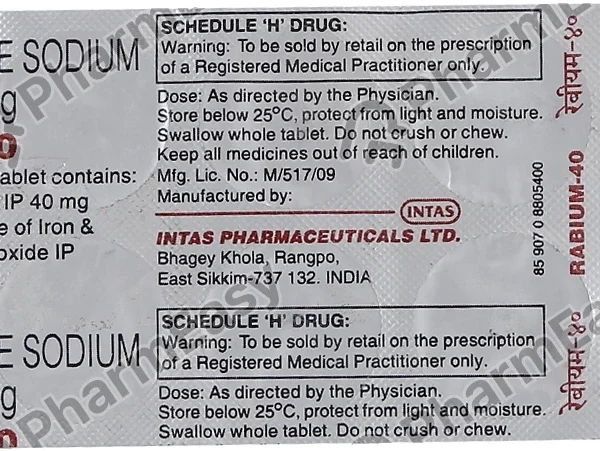 E SODIUM
g
ablet contains:
IP 40 mg
e of Iron &
oxide IP
SCHEDULE 'H' DRUG:
Warning: To be sold by retail on the prescription
of a Registered Medical Practitioner only.
Dose: As directed by the Physician.
Store below 25°C, protect from light and moisture.
Swallow whole tablet. Do not crush or chew.
Keep all medicines out of reach of children.
Mfg. Lic. No.: M/517/09
Manufactured by:
INTAS
INTAS PHARMACEUTICALS LTD.
Bhagey Khola, Rangpo,
East Sikkim-737 132. INDIA
E SODIUM
g
SCHEDULE 'H' DRUG:
Warning: To be sold by retail on the prescription
of a Registered Medical Practitioner only.
Dose: As directed by the Physician.
Store below 25°C, protect from light and moisture.
Swallow whole tablet. Do not crush or chew.
रेबीयम-४०
85 907 0 8805400
RABIUM-40
रेबीयम-४०
PharmEasy